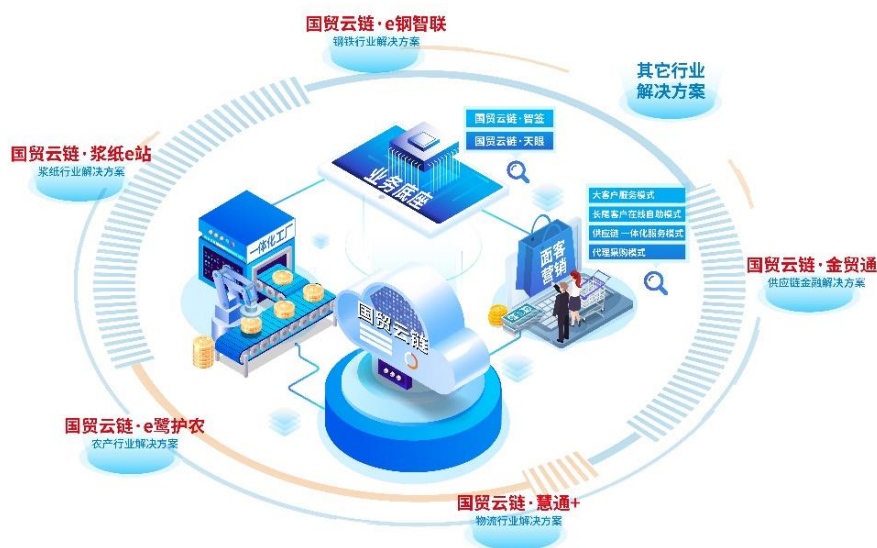 国贸云链·e钢智联
钢铁行业解决方案
其它行业
解决方案
国贸云链·智签
国贸云链·天眼
国贸云链·浆纸e站
浆纸行业解决方案
业务底座
大客户服务模式
长尾客户在线自助模式
供应链一体化服务模式
代理采购模式
一体化工厂
面客
营销
国贸云链·金贸通
供应链金融解决方案
国贸云链
国贸云链·e鹭护农
农产行业解决方案
国贸云链·慧通+
物流行业解决方案